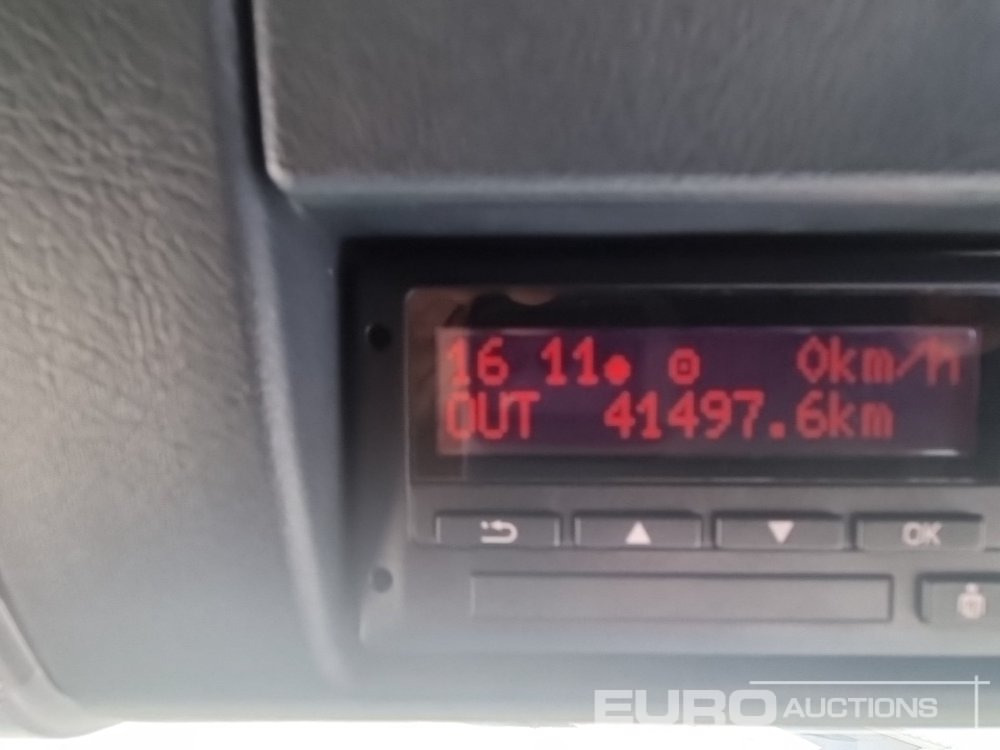 16 11● ⊙ 0km/h
OUT 41497.6km
OK
EURO AUCTIONS